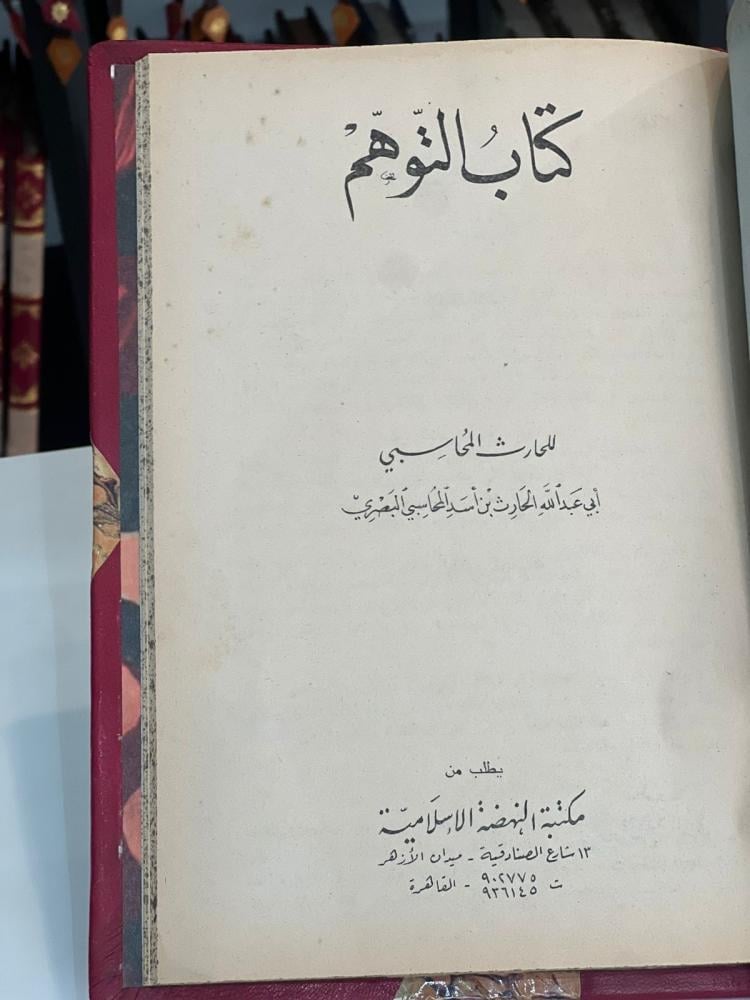 كتاب التوهم
للحارث المحاسبي
أبي عبد الله الحارث بن أسد المحاسبي البصري
يطلب من
مكتبة النهضة الإسلامية
١٣ شارع الصنادقية - ميدان الأزهر
ت ٩٠٢٧٧٥ - القاهرة
٩٣٦١٤٥